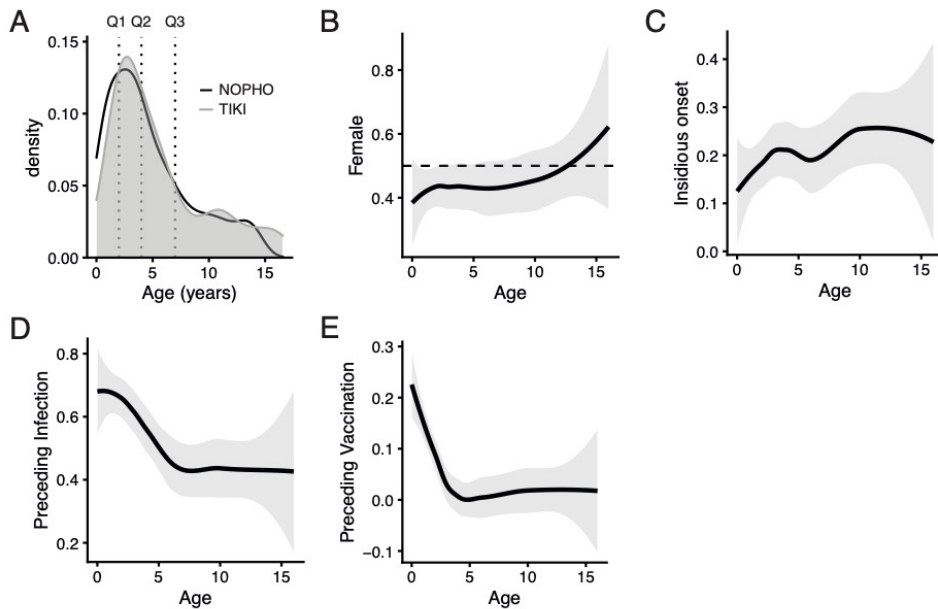 A
Q1 Q2 Q3
0.15
0.10
0.05
0.00
density
NOPHO
TIKI
0 5 10 15
Age (years)
B
0.8
0.6
0.4
Female
0 5 10 15
Age
C
0.4
0.3
0.2
0.1
0.0
Insidious onset
0 5 10 15
Age
D
0.8
0.6
0.4
0.2
Preceding Infection
0 5 10 15
Age
E
0.3
0.2
0.1
0.0
−0.1
Preceding Vaccination
0 5 10 15
Age